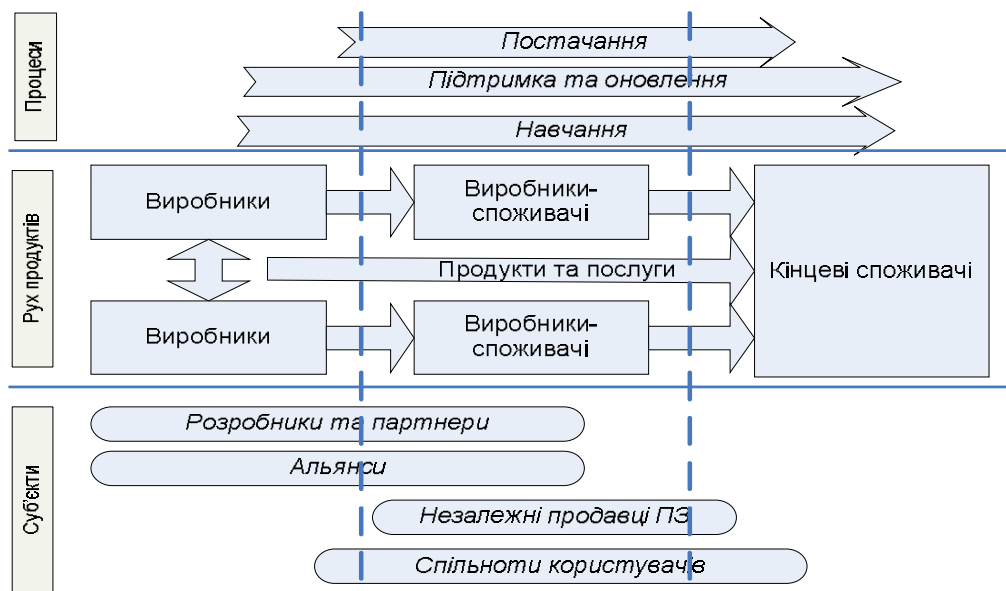 Процеси
Постачання
Підтримка та оновлення
Навчання
Рух продуктів
Виробники
Виробники-
споживачі
Продукти та послуги
Кінцеві споживачі
Виробники
Виробники-
споживачі
Суб'єкти
Розробники та партнери
Альянси
Незалежні продавці ПЗ
Спільноти користувачів